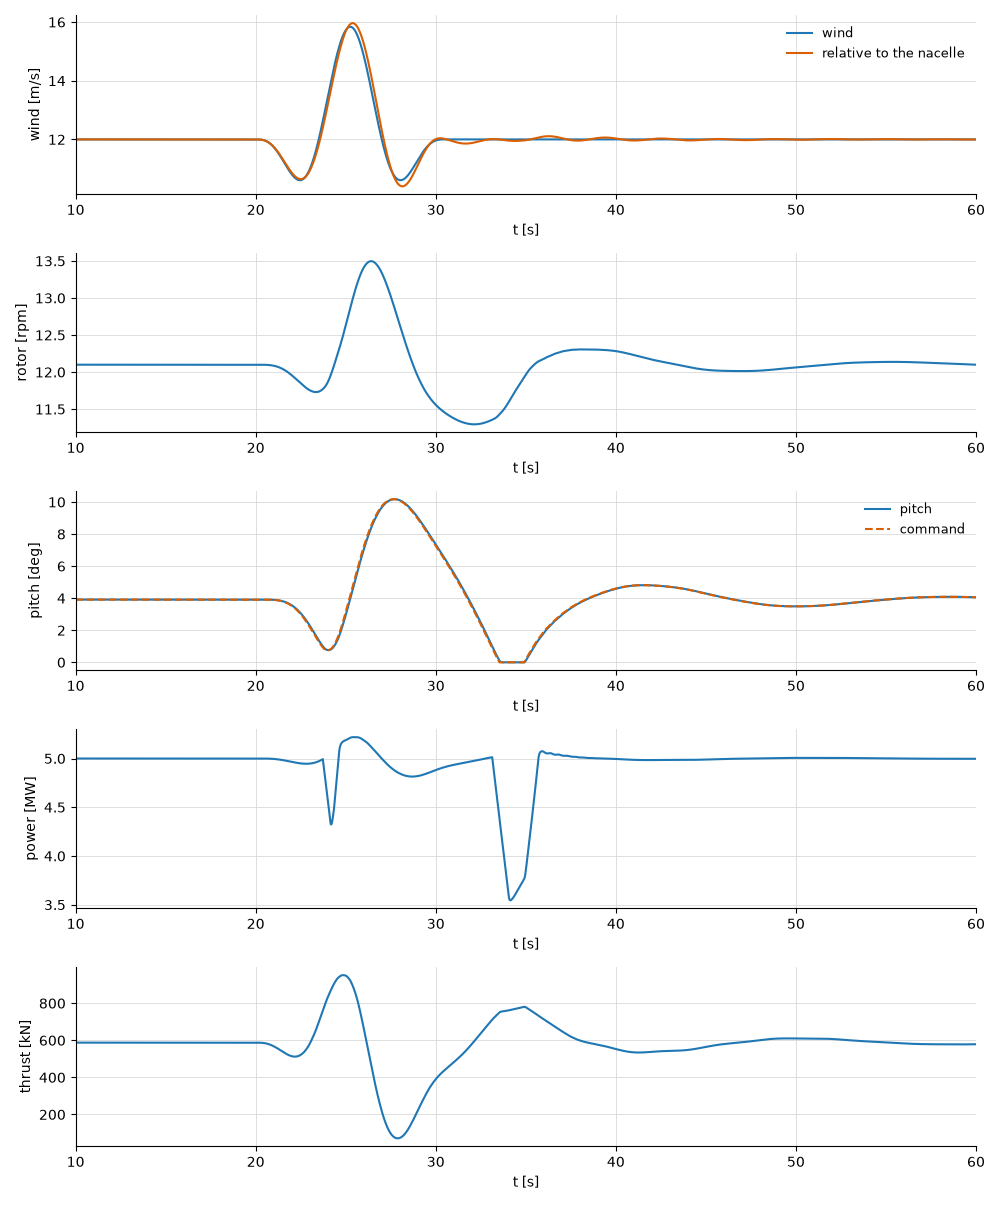 16
14
12
wind [m/s]
wind
relative to the nacelle
10 20 30 40 50 60
t [s]
13.5
13.0
12.5
12.0
11.5
rotor [rpm]
10 20 30 40 50 60
t [s]
10
8
6
4
2
0
pitch [deg]
pitch
command
10 20 30 40 50 60
t [s]
5.0
4.5
4.0
3.5
power [MW]
10 20 30 40 50 60
t [s]
800
600
400
200
thrust [kN]
10 20 30 40 50 60
t [s]